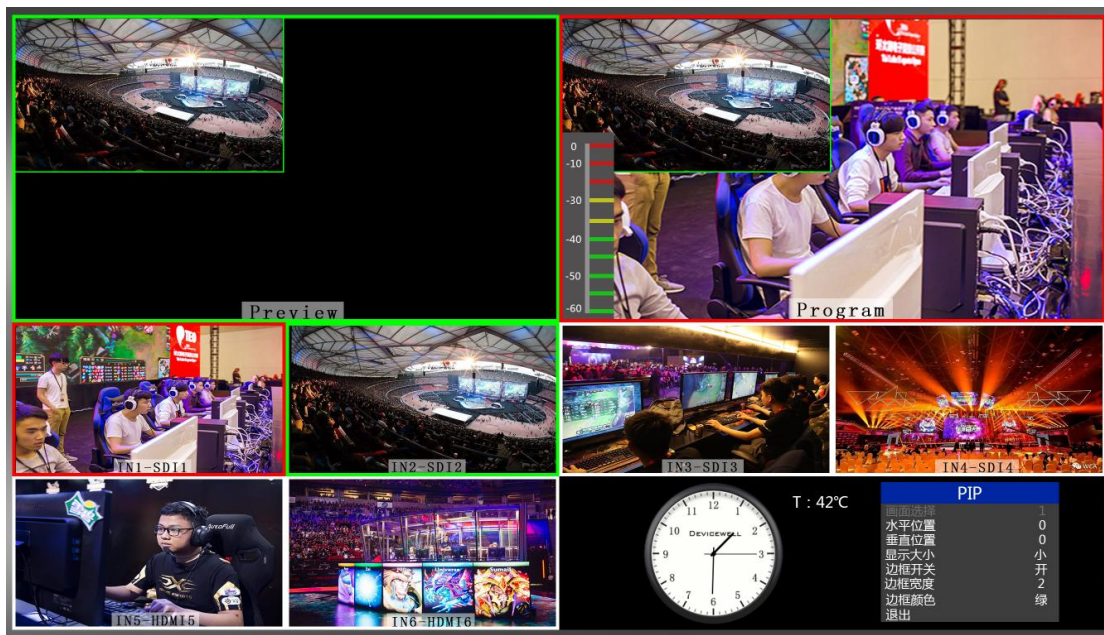 0
-10
-30
-40
-50
-60
Preview
Program
TED
IN1-SDI1
IN2-SDI2
IN3-SDI3
IN4-SDI4
AutoFull
IN5-HDMI5
IN6-HDMI6
12
1
2
3
4
5
6
7
8
9
10
11
DEVICEWELL
T：42℃
PIP
画面选择 1
水平位置 0
垂直位置 0
显示大小 小
边框开关 开
边框宽度 2
边框颜色 绿
退出